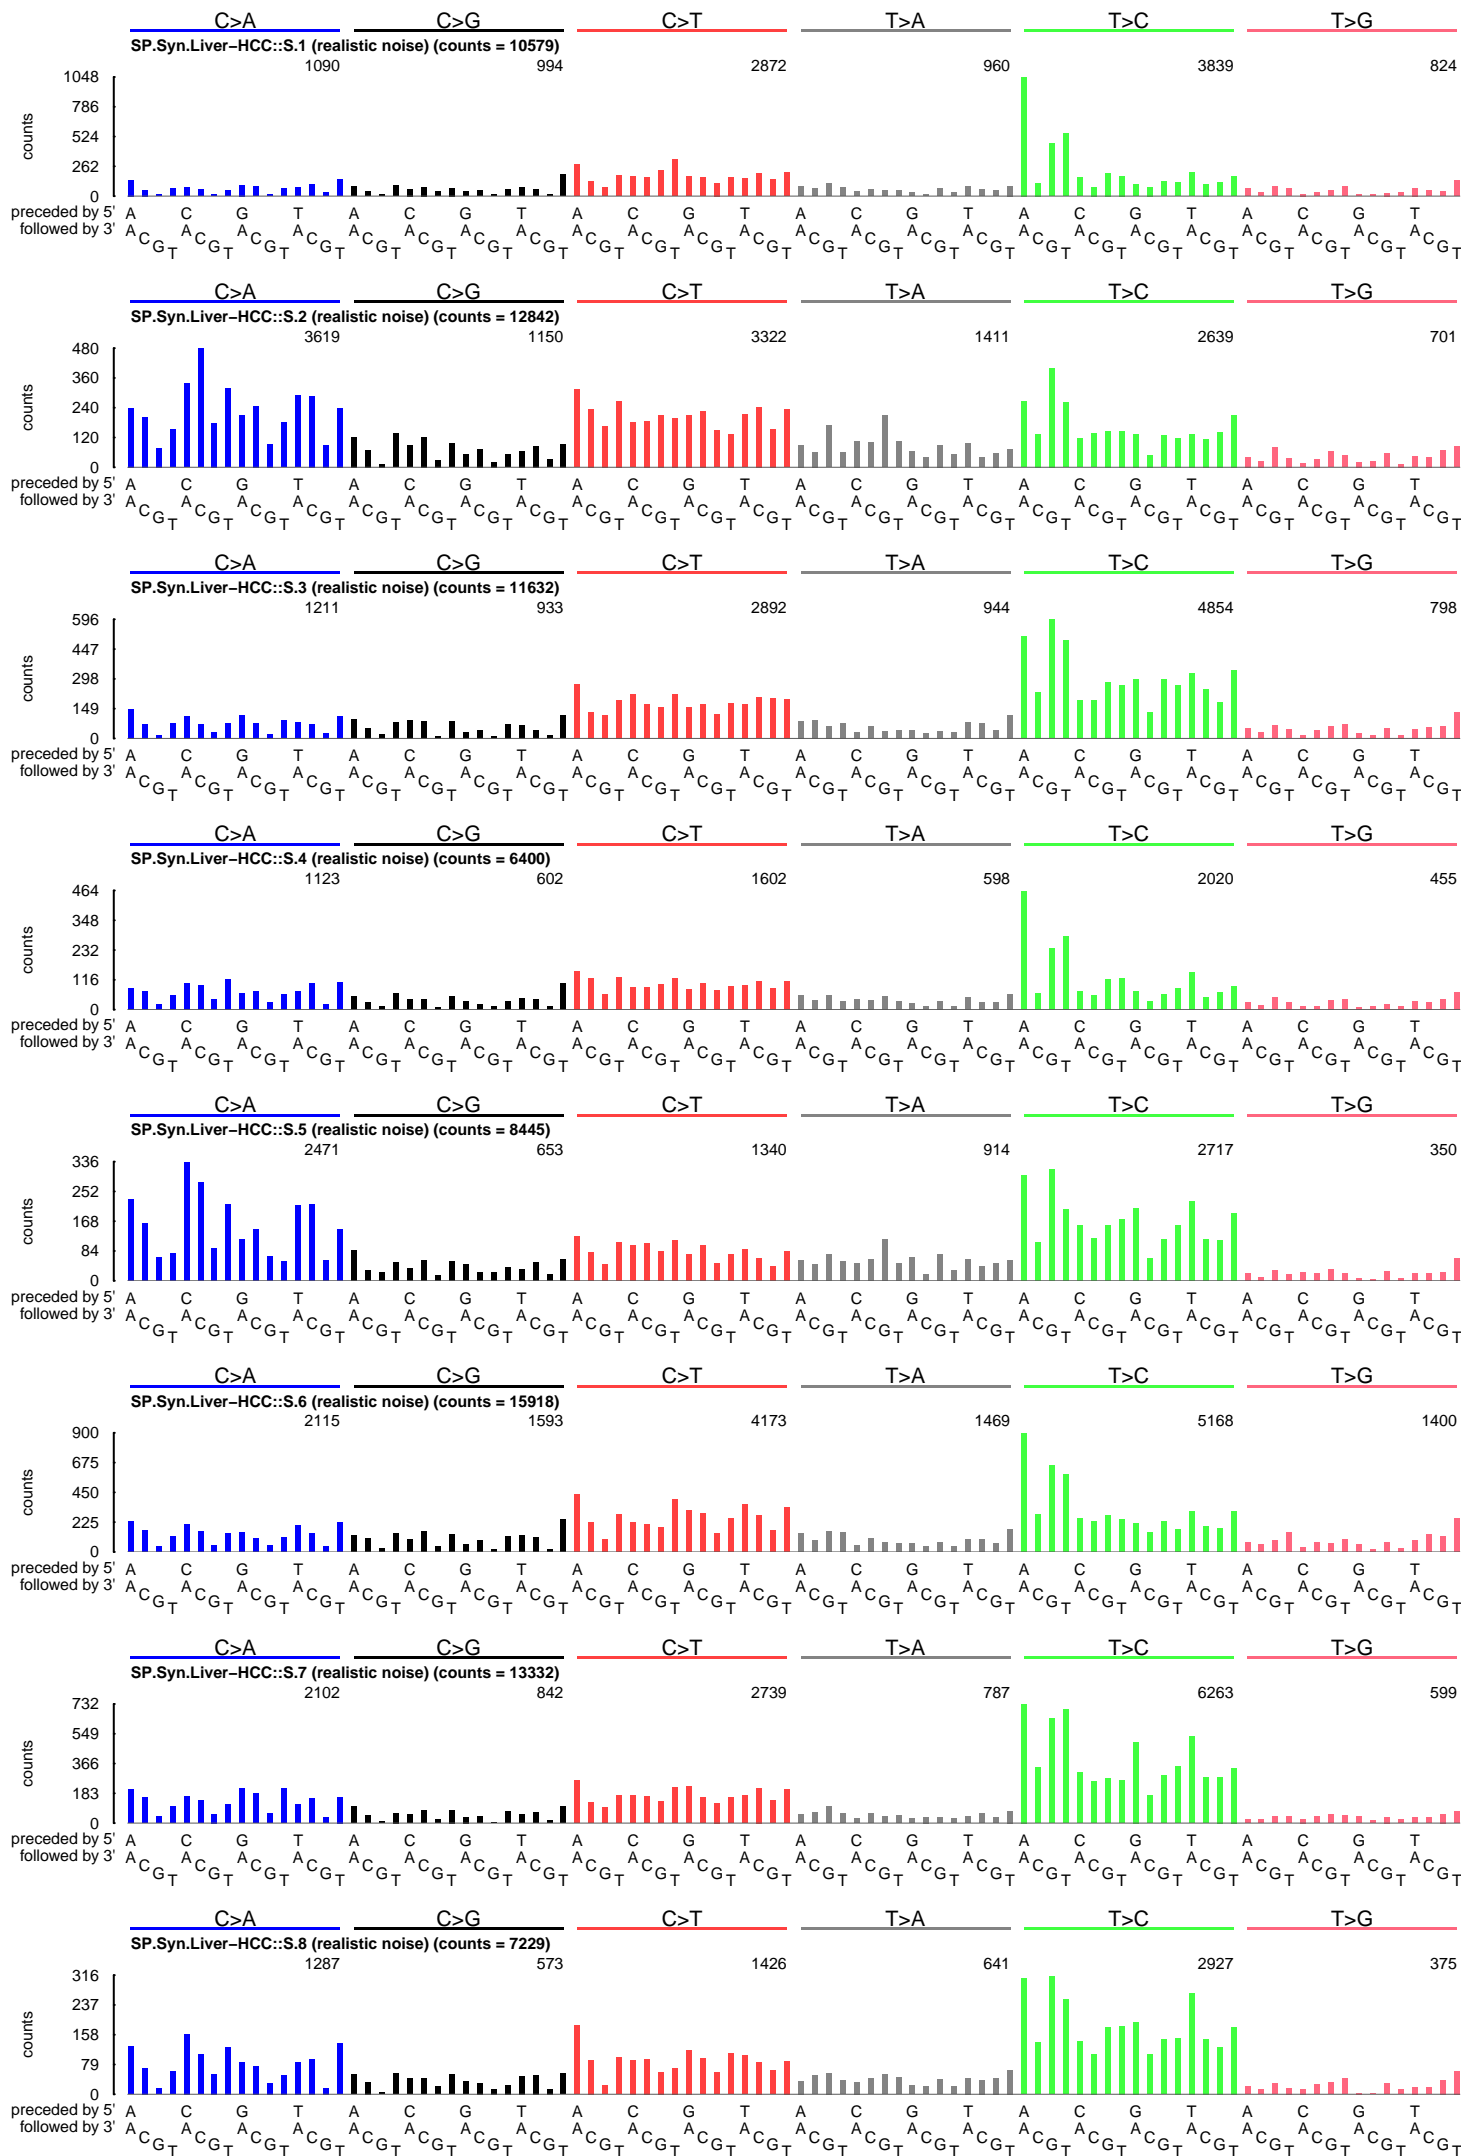 C>A C>G C>T T>A T>C T>G
SP.Syn.Liver−HCC::S.1 (realistic noise) (counts = 10579)
1090 994 2872 960 3839 824
1048
786
524
262
0
counts
preceded by 5' A C G T A C G T A C G T A C G T A C G T A C G T
followed by 3' A C G T A C G T A C G T A C G T A C G T A C G T A C G T A C G T A C G T A C G T A C G T A C G T A C G T A C G T A C G T A C G T A C G T A C G T A C G T A C G T A C G T A C G T A C G T A C G T
C>A C>G C>T T>A T>C T>G
SP.Syn.Liver−HCC::S.2 (realistic noise) (counts = 12842)
3619 1150 3322 1411 2639 701
480
360
240
120
0
counts
preceded by 5' A C G T A C G T A C G T A C G T A C G T A C G T
followed by 3' A C G T A C G T A C G T A C G T A C G T A C G T A C G T A C G T A C G T A C G T A C G T A C G T A C G T A C G T A C G T A C G T A C G T A C G T A C G T A C G T A C G T A C G T A C G T A C G T
C>A C>G C>T T>A T>C T>G
SP.Syn.Liver−HCC::S.3 (realistic noise) (counts = 11632)
1211 933 2892 944 4854 798
596
447
298
149
0
counts
preceded by 5' A C G T A C G T A C G T A C G T A C G T A C G T
followed by 3' A C G T A C G T A C G T A C G T A C G T A C G T A C G T A C G T A C G T A C G T A C G T A C G T A C G T A C G T A C G T A C G T A C G T A C G T A C G T A C G T A C G T A C G T A C G T A C G T
C>A C>G C>T T>A T>C T>G
SP.Syn.Liver−HCC::S.4 (realistic noise) (counts = 6400)
1123 602 1602 598 2020 455
464
348
232
116
0
counts
preceded by 5' A C G T A C G T A C G T A C G T A C G T A C G T
followed by 3' A C G T A C G T A C G T A C G T A C G T A C G T A C G T A C G T A C G T A C G T A C G T A C G T A C G T A C G T A C G T A C G T A C G T A C G T A C G T A C G T A C G T A C G T A C G T A C G T
C>A C>G C>T T>A T>C T>G
SP.Syn.Liver−HCC::S.5 (realistic noise) (counts = 8445)
2471 653 1340 914 2717 350
336
252
168
84
0
counts
preceded by 5' A C G T A C G T A C G T A C G T A C G T A C G T
followed by 3' A C G T A C G T A C G T A C G T A C G T A C G T A C G T A C G T A C G T A C G T A C G T A C G T A C G T A C G T A C G T A C G T A C G T A C G T A C G T A C G T A C G T A C G T A C G T A C G T
C>A C>G C>T T>A T>C T>G
SP.Syn.Liver−HCC::S.6 (realistic noise) (counts = 15918)
2115 1593 4173 1469 5168 1400
900
675
450
225
0
counts
preceded by 5' A C G T A C G T A C G T A C G T A C G T A C G T
followed by 3' A C G T A C G T A C G T A C G T A C G T A C G T A C G T A C G T A C G T A C G T A C G T A C G T A C G T A C G T A C G T A C G T A C G T A C G T A C G T A C G T A C G T A C G T A C G T A C G T
C>A C>G C>T T>A T>C T>G
SP.Syn.Liver−HCC::S.7 (realistic noise) (counts = 13332)
2102 842 2739 787 6263 599
732
549
366
183
0
counts
preceded by 5' A C G T A C G T A C G T A C G T A C G T A C G T
followed by 3' A C G T A C G T A C G T A C G T A C G T A C G T A C G T A C G T A C G T A C G T A C G T A C G T A C G T A C G T A C G T A C G T A C G T A C G T A C G T A C G T A C G T A C G T A C G T A C G T
C>A C>G C>T T>A T>C T>G
SP.Syn.Liver−HCC::S.8 (realistic noise) (counts = 7229)
1287 573 1426 641 2927 375
316
237
158
79
0
counts
preceded by 5' A C G T A C G T A C G T A C G T A C G T A C G T
followed by 3' A C G T A C G T A C G T A C G T A C G T A C G T A C G T A C G T A C G T A C G T A C G T A C G T A C G T A C G T A C G T A C G T A C G T A C G T A C G T A C G T A C G T A C G T A C G T A C G T